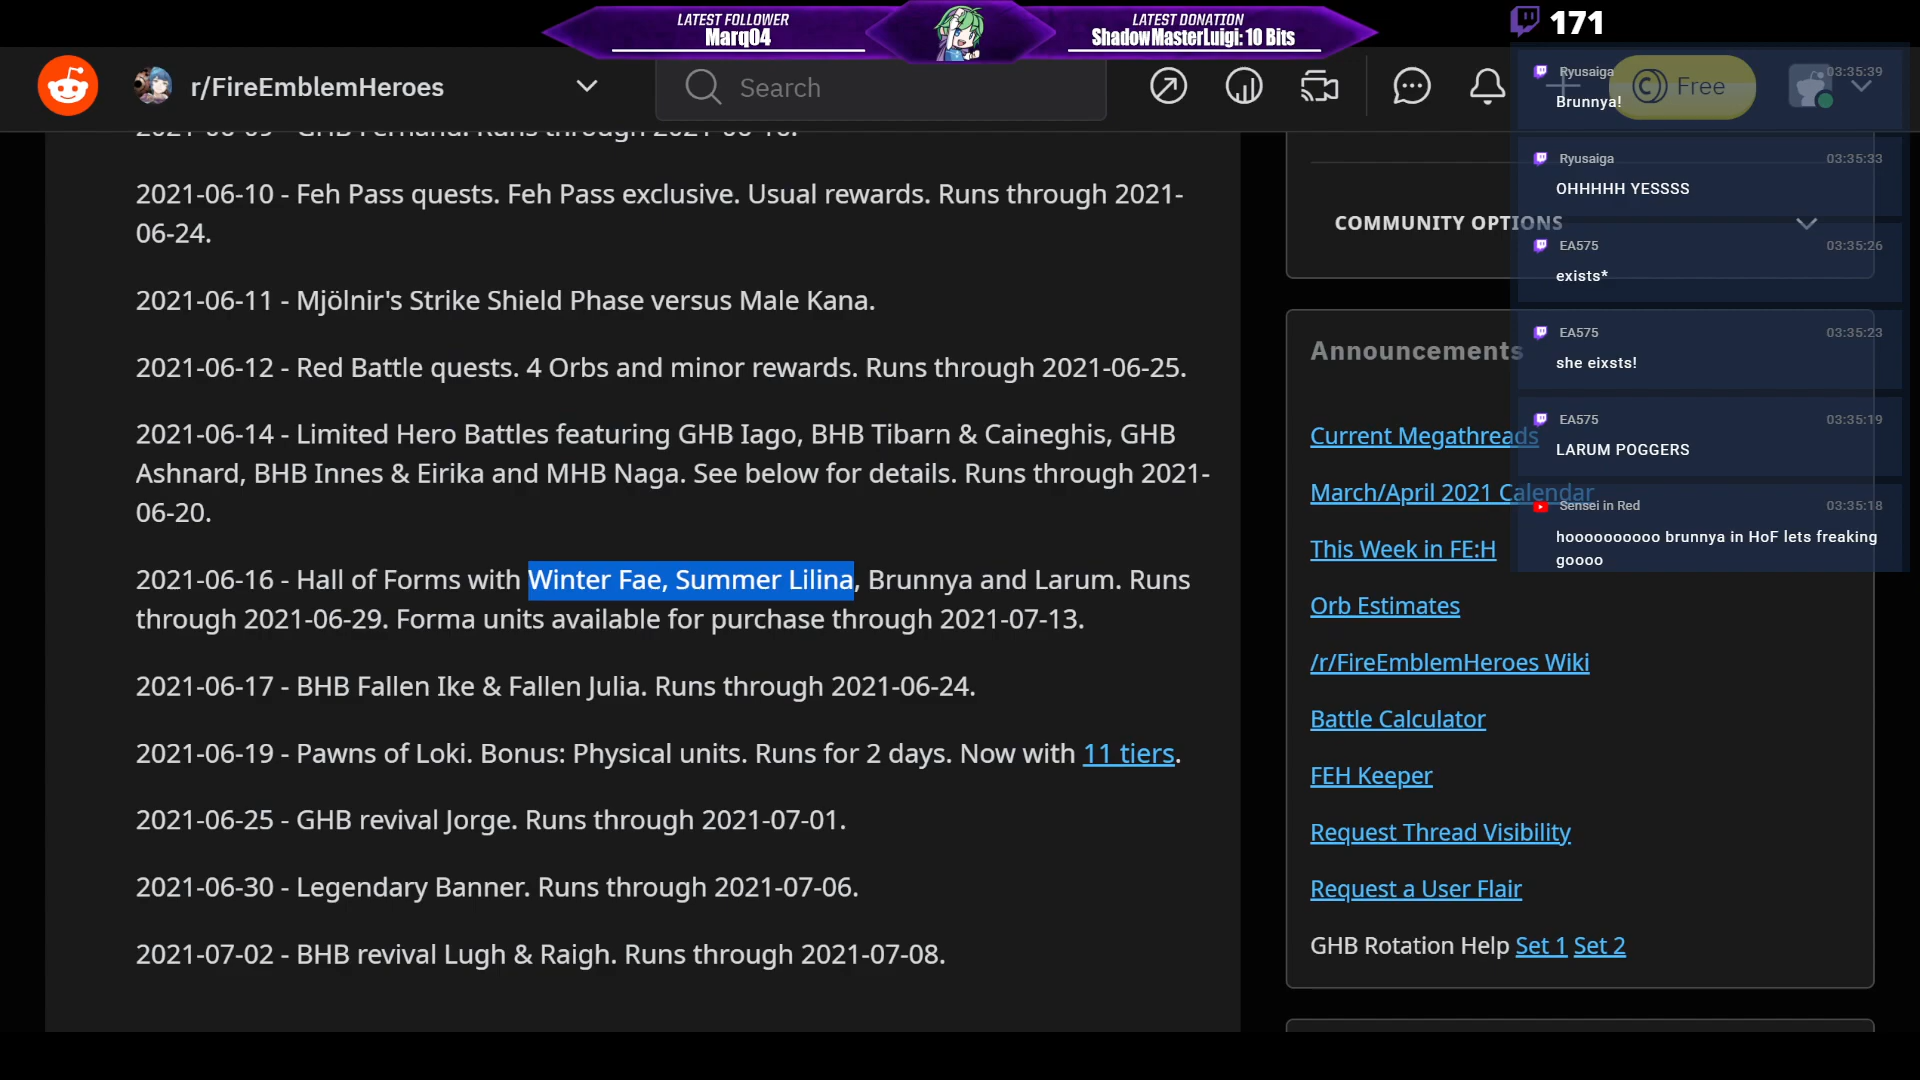 LATEST FOLLOWER
Marq04
LATEST DONATION
ShadowMasterLuigi: 10 Bits
171
r/FireEmblemHeroes
Search
Free
2021-06-09 - GHB Fernand. Runs through 2021-06-16.
2021-06-10 - Feh Pass quests. Feh Pass exclusive. Usual rewards. Runs through 2021-
06-24.
2021-06-11 - Mjölnir's Strike Shield Phase versus Male Kana.
2021-06-12 - Red Battle quests. 4 Orbs and minor rewards. Runs through 2021-06-25.
2021-06-14 - Limited Hero Battles featuring GHB Iago, BHB Tibarn & Caineghis, GHB
Ashnard, BHB Innes & Eirika and MHB Naga. See below for details. Runs through 2021-
06-20.
2021-06-16 - Hall of Forms with Winter Fae, Summer Lilina, Brunnya and Larum. Runs
through 2021-06-29. Forma units available for purchase through 2021-07-13.
2021-06-17 - BHB Fallen Ike & Fallen Julia. Runs through 2021-06-24.
2021-06-19 - Pawns of Loki. Bonus: Physical units. Runs for 2 days. Now with 11 tiers.
2021-06-25 - GHB revival Jorge. Runs through 2021-07-01.
2021-06-30 - Legendary Banner. Runs through 2021-07-06.
2021-07-02 - BHB revival Lugh & Raigh. Runs through 2021-07-08.
COMMUNITY OPTIONS
Announcements
Current Megathreads
March/April 2021 Calendar
This Week in FE:H
Orb Estimates
/r/FireEmblemHeroes Wiki
Battle Calculator
FEH Keeper
Request Thread Visibility
Request a User Flair
GHB Rotation Help Set 1 Set 2
Ryusaiga 03:35:39
Brunnya!
Ryusaiga 03:35:33
OHHHHH YESSSS
EA575 03:35:26
exists*
EA575 03:35:23
she eixsts!
EA575 03:35:19
LARUM POGGERS
Sensei in Red 03:35:18
hoooooooooo brunnya in HoF lets freaking
goooo